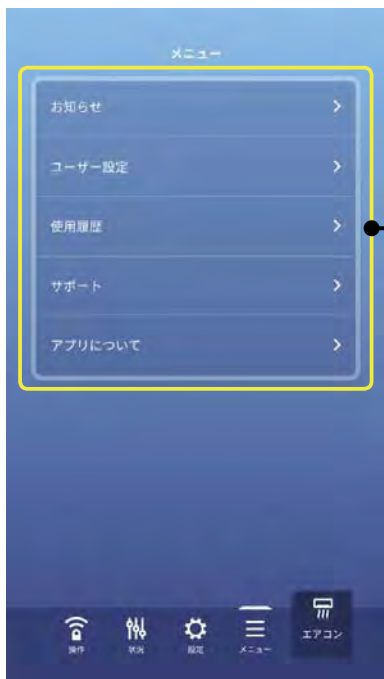 メニュー
お知らせ
ユーザー設定
使用履歴
サポート
アプリについて
操作
状況
設定
メニュー
エアコン